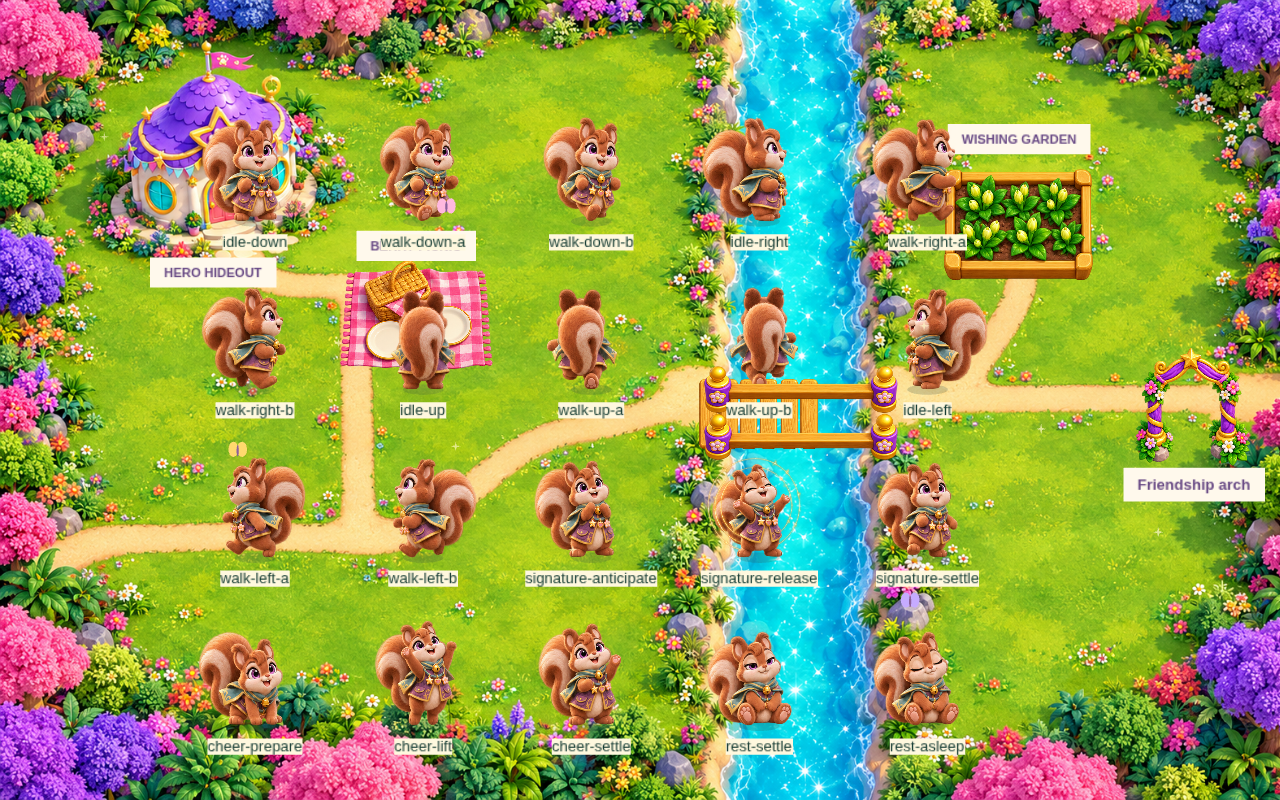 WISHING GARDEN
idle-down
B
walk-down-a
walk-down-b
idle-right
walk-right-a
HERO HIDEOUT
walk-right-b
idle-up
walk-up-a
walk-up-b
idle-left
Friendship arch
walk-left-a
walk-left-b
signature-anticipate
signature-release
signature-settle
cheer-prepare
cheer-lift
cheer-settle
rest-settle
rest-asleep